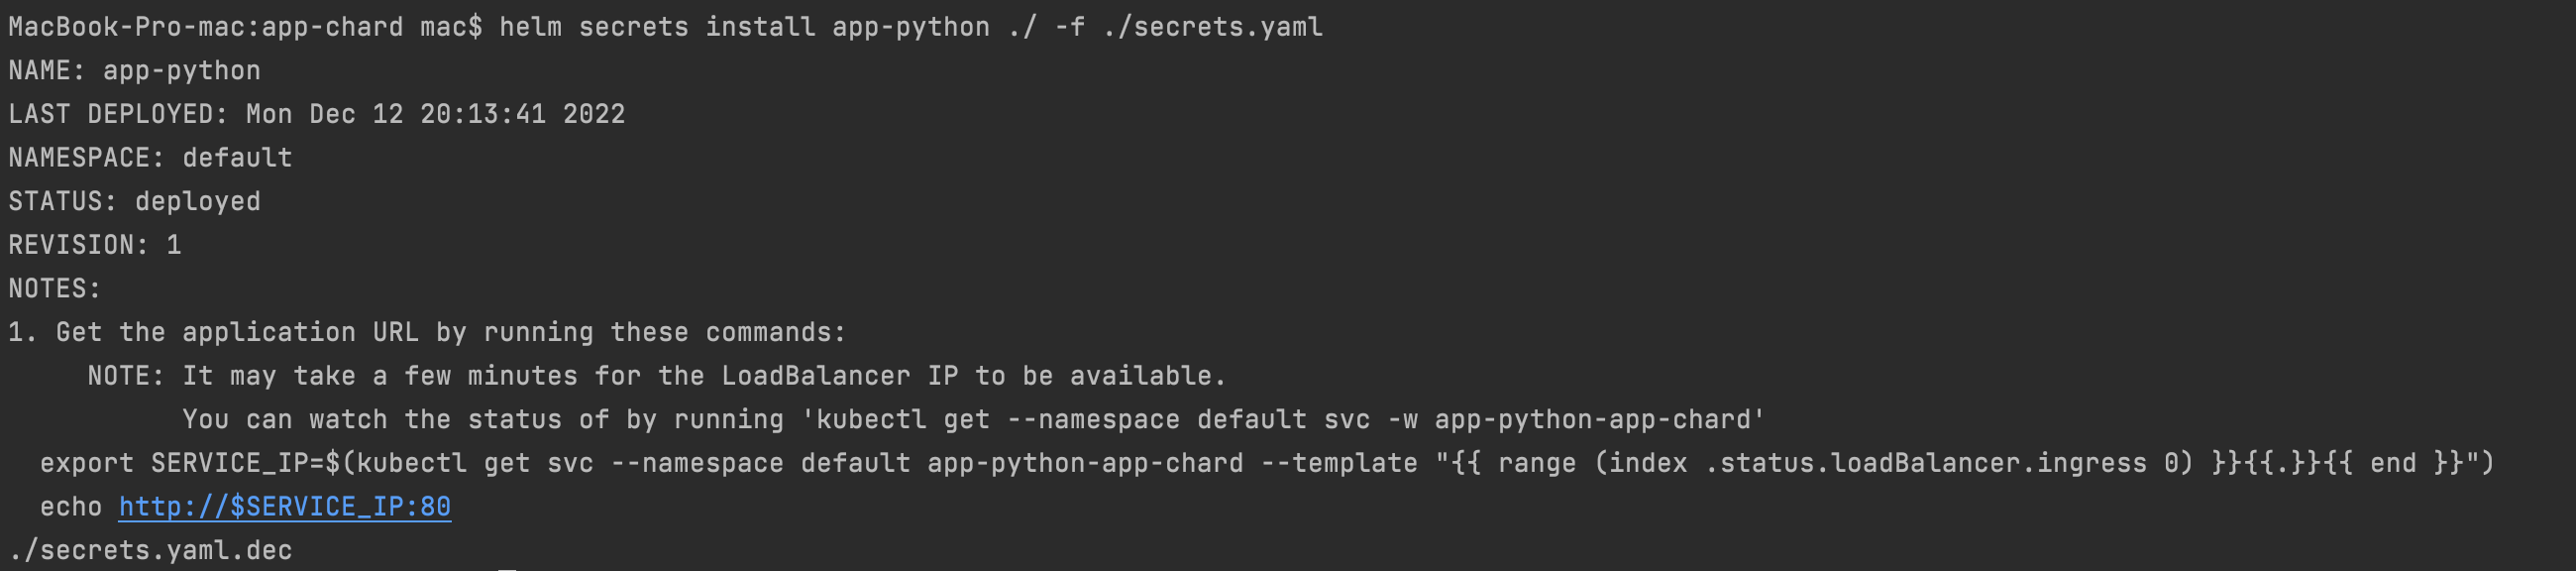 MacBook-Pro-mac:app-chard mac$ helm secrets install app-python ./ -f ./secrets.yaml
NAME: app-python
LAST DEPLOYED: Mon Dec 12 20:13:41 2022
NAMESPACE: default
STATUS: deployed
REVISION: 1
NOTES:
1. Get the application URL by running these commands:
     NOTE: It may take a few minutes for the LoadBalancer IP to be available.
           You can watch the status of by running 'kubectl get --namespace default svc -w app-python-app-chard'
  export SERVICE_IP=$(kubectl get svc --namespace default app-python-app-chard --template "{{ range (index .status.loadBalancer.ingress 0) }}{{.}}{{ end }}")
  echo http://$SERVICE_IP:80
./secrets.yaml.dec